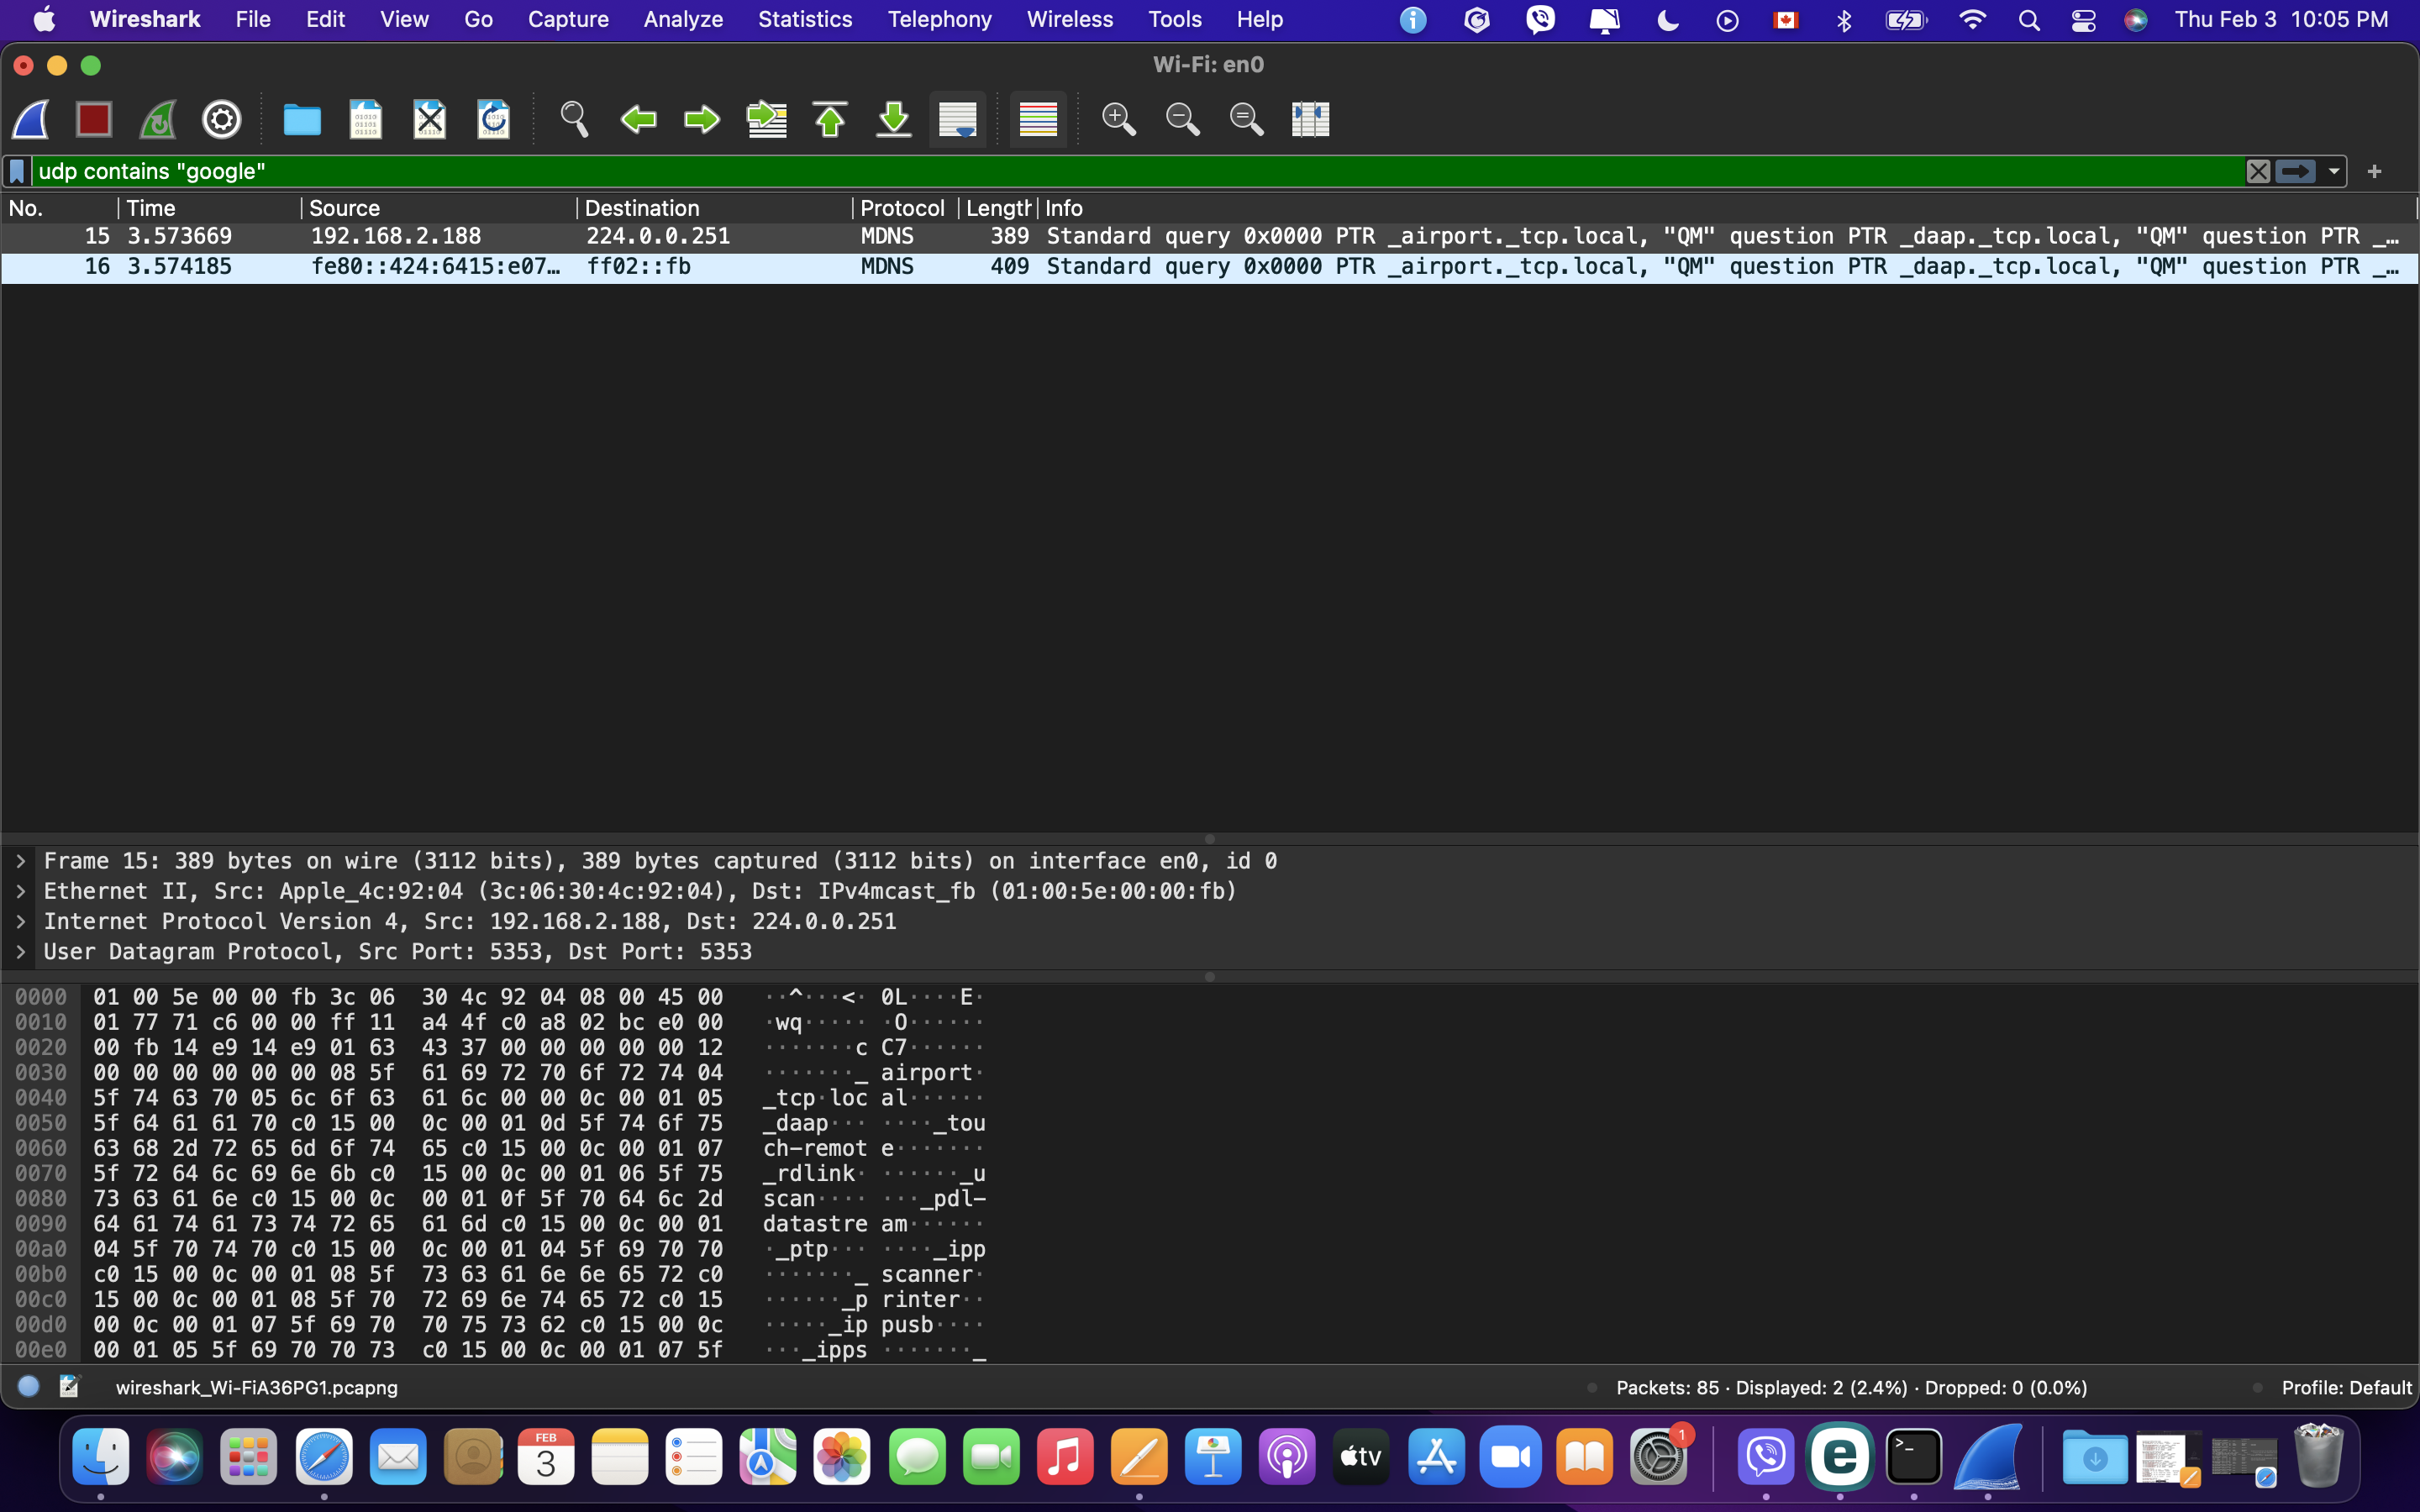 Wireshark File Edit View Go Capture Analyze Statistics Telephony Wireless Tools Help Thu Feb 3 10:05 PM
Wi-Fi: en0
udp contains "google"
No. Time Source Destination Protocol Length Info
15 3.573669 192.168.2.188 224.0.0.251 MDNS 389 Standard query 0x0000 PTR _airport._tcp.local, "QM" question PTR _daap._tcp.local, "QM" question PTR _…
16 3.574185 fe80::424:6415:e07… ff02::fb MDNS 409 Standard query 0x0000 PTR _airport._tcp.local, "QM" question PTR _daap._tcp.local, "QM" question PTR _…
> Frame 15: 389 bytes on wire (3112 bits), 389 bytes captured (3112 bits) on interface en0, id 0
> Ethernet II, Src: Apple_4c:92:04 (3c:06:30:4c:92:04), Dst: IPv4mcast_fb (01:00:5e:00:00:fb)
> Internet Protocol Version 4, Src: 192.168.2.188, Dst: 224.0.0.251
> User Datagram Protocol, Src Port: 5353, Dst Port: 5353
0000 01 00 5e 00 00 fb 3c 06 30 4c 92 04 08 00 45 00 ··^···<· 0L····E·
0010 01 77 71 c6 00 00 ff 11 a4 4f c0 a8 02 bc e0 00 ·wq····· ·O······
0020 00 fb 14 e9 14 e9 01 63 43 37 00 00 00 00 00 12 ·······c C7······
0030 00 00 00 00 00 00 08 5f 61 69 72 70 6f 72 74 04 ·······_ airport·
0040 5f 74 63 70 05 6c 6f 63 61 6c 00 00 0c 00 01 05 _tcp·loc al······
0050 5f 64 61 61 70 c0 15 00 0c 00 01 0d 5f 74 6f 75 _daap··· ····_tou
0060 63 68 2d 72 65 6d 6f 74 65 c0 15 00 0c 00 01 07 ch-remot e·······
0070 5f 72 64 6c 69 6e 6b c0 15 00 0c 00 01 06 5f 75 _rdlink· ······_u
0080 73 63 61 6e c0 15 00 0c 00 01 0f 5f 70 64 6c 2d scan···· ···_pdl-
0090 64 61 74 61 73 74 72 65 61 6d c0 15 00 0c 00 01 datastre am······
00a0 04 5f 70 74 70 c0 15 00 0c 00 01 04 5f 69 70 70 ·_ptp··· ····_ipp
00b0 c0 15 00 0c 00 01 08 5f 73 63 61 6e 6e 65 72 c0 ·······_ scanner·
00c0 15 00 0c 00 01 08 5f 70 72 69 6e 74 65 72 c0 15 ······_p rinter··
00d0 00 0c 00 01 07 5f 69 70 70 75 73 62 c0 15 00 0c ·····_ip pusb····
00e0 00 01 05 5f 69 70 70 73 c0 15 00 0c 00 01 07 5f ···_ipps ·······_
wireshark_Wi-FiA36PG1.pcapng Packets: 85 · Displayed: 2 (2.4%) · Dropped: 0 (0.0%) Profile: Default
FEB
3
tv
1
e
>_